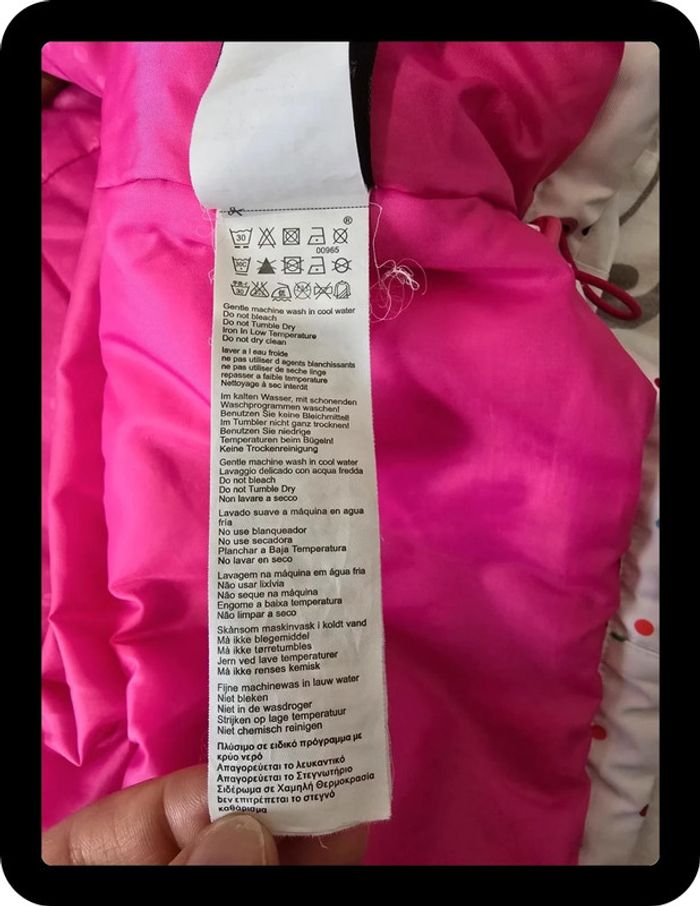 ®
30
00965
30C
30
Gentle machine wash in cool water
Do not bleach
Do not Tumble Dry
Iron In Low Temperature
Do not dry clean
laver a l eau froide
ne pas utiliser d agents blanchissants
ne pas utiliser de seche linge
repasser a faible temperature
Nettoyage à sec interdit
Im kalten Wasser, mit schonenden
Waschprogrammen waschen!
Benutzen Sie keine Bleichmittel!
Im Tumbler nicht ganz trocknen!
Benutzen Sie niedrige
Temperaturen beim Bügeln!
Keine Trockenreinigung
Gentle machine wash in cool water
Lavaggio delicado con acqua fredda
Do not bleach
Do not Tumble Dry
Non lavare a secco
Lavado suave a máquina en agua
fría
No use blanqueador
No use secadora
Planchar a Baja Temperatura
No lavar en seco
Lavagem na máquina em água fria
Não usar lixívia
Não seque na máquina
Engome a baixa temperatura
Não limpar a seco
Skånsom maskinvask i koldt vand
Må ikke blegemiddel
Må ikke tørretumbles
Jern ved lave temperaturer
Må ikke renses kemisk
Fijne machinewas in lauw water
Niet bleken
Niet in de wasdroger
Strijken op lage temperatuur
Niet chemisch reinigen
Πλύσιμο σε ειδικό πρόγραμμα με
κρύο νερό
Απαγορεύεται το λευκαντικό
Απαγορεύεται το Στεγνωτήριο
Σιδέρωμα σε Χαμηλή Θερμοκρασία
δεν επιτρέπεται το στεγνό
καθάρισμα